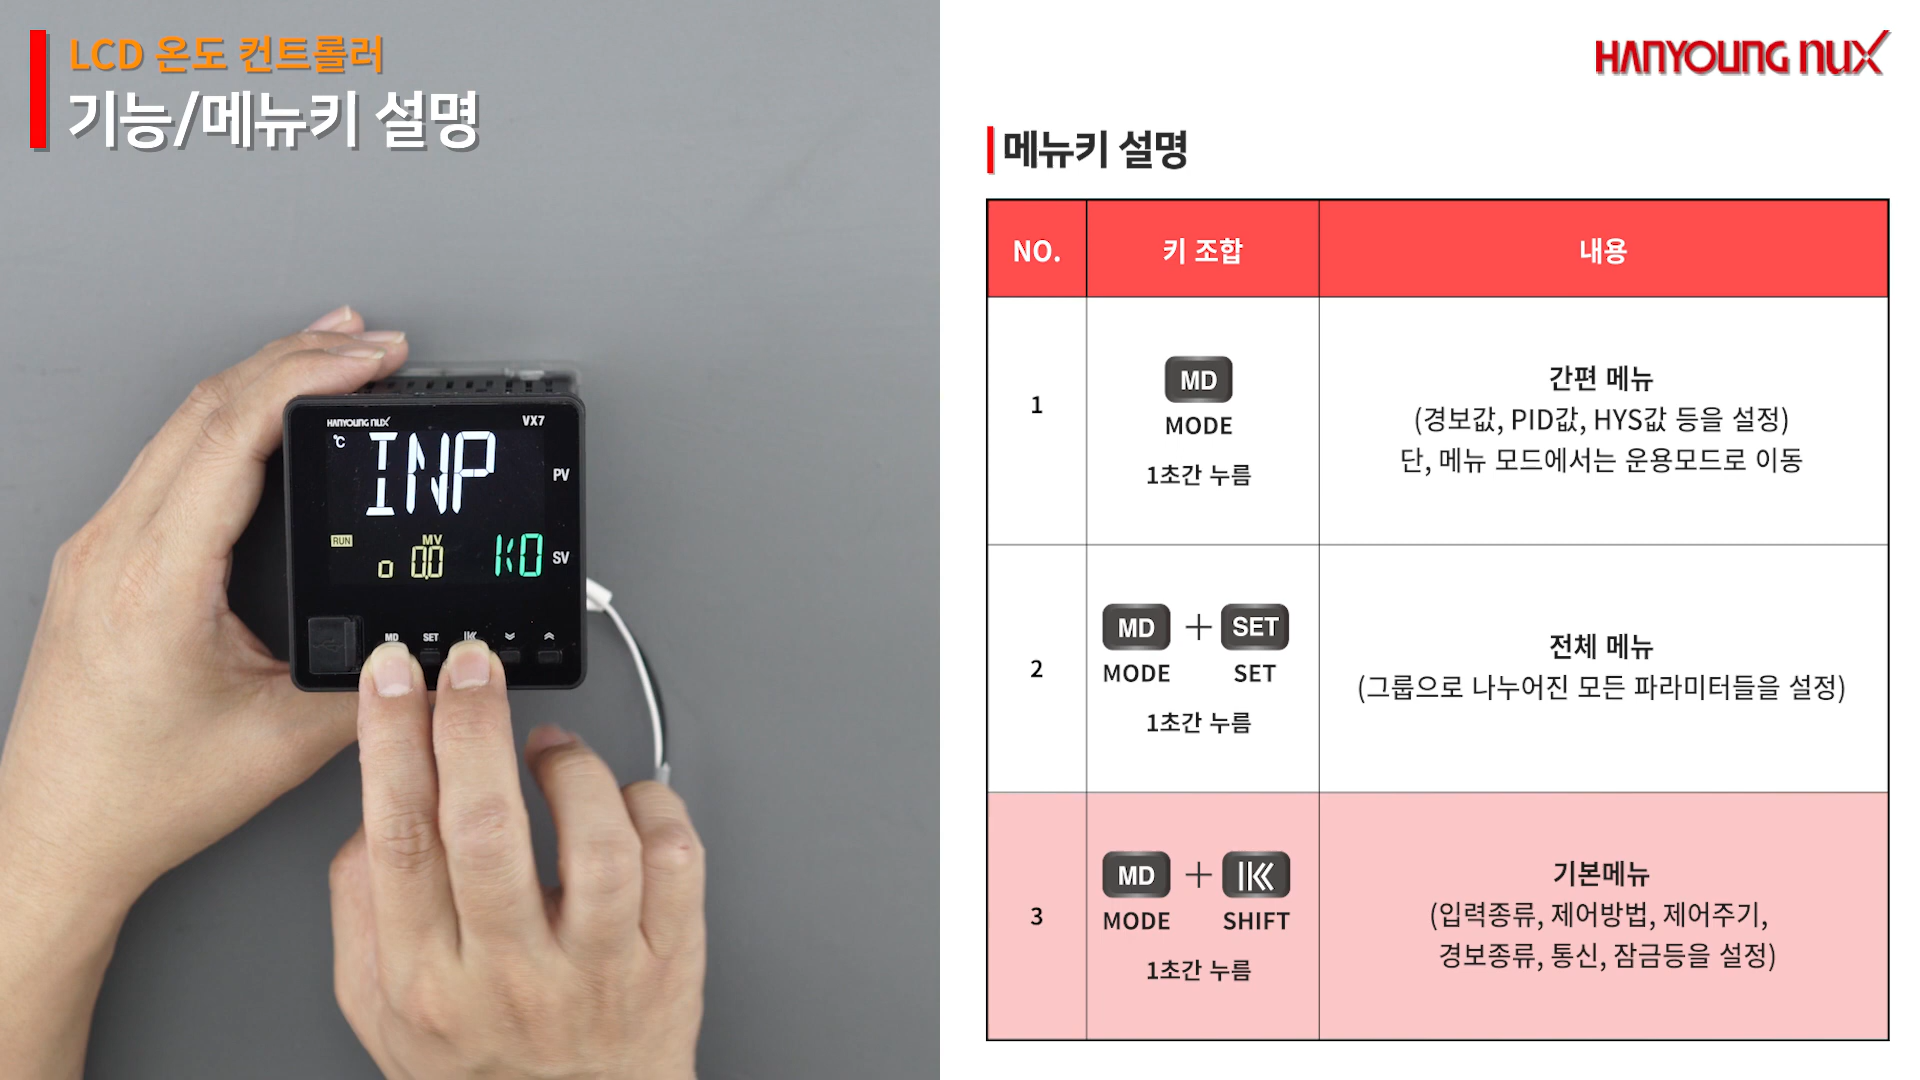 LCD 온도 컨트롤러
기능/메뉴키 설명
HANYOUNG NUX
메뉴키 설명
NO. 키 조합 내용
1
MD
MODE
1초간 누름
간편 메뉴
(경보값, PID값, HYS값 등을 설정)
단, 메뉴 모드에서는 운용모드로 이동
2
MD + SET
MODE SET
1초간 누름
전체 메뉴
(그룹으로 나누어진 모든 파라미터들을 설정)
3
MD +
MODE SHIFT
1초간 누름
기본메뉴
(입력종류, 제어방법, 제어주기,
경보종류, 통신, 잠금등을 설정)
HANYOUNG NUX VX7
℃
INP
PV
RUN
MV
0.0
K0
SV
MD SET